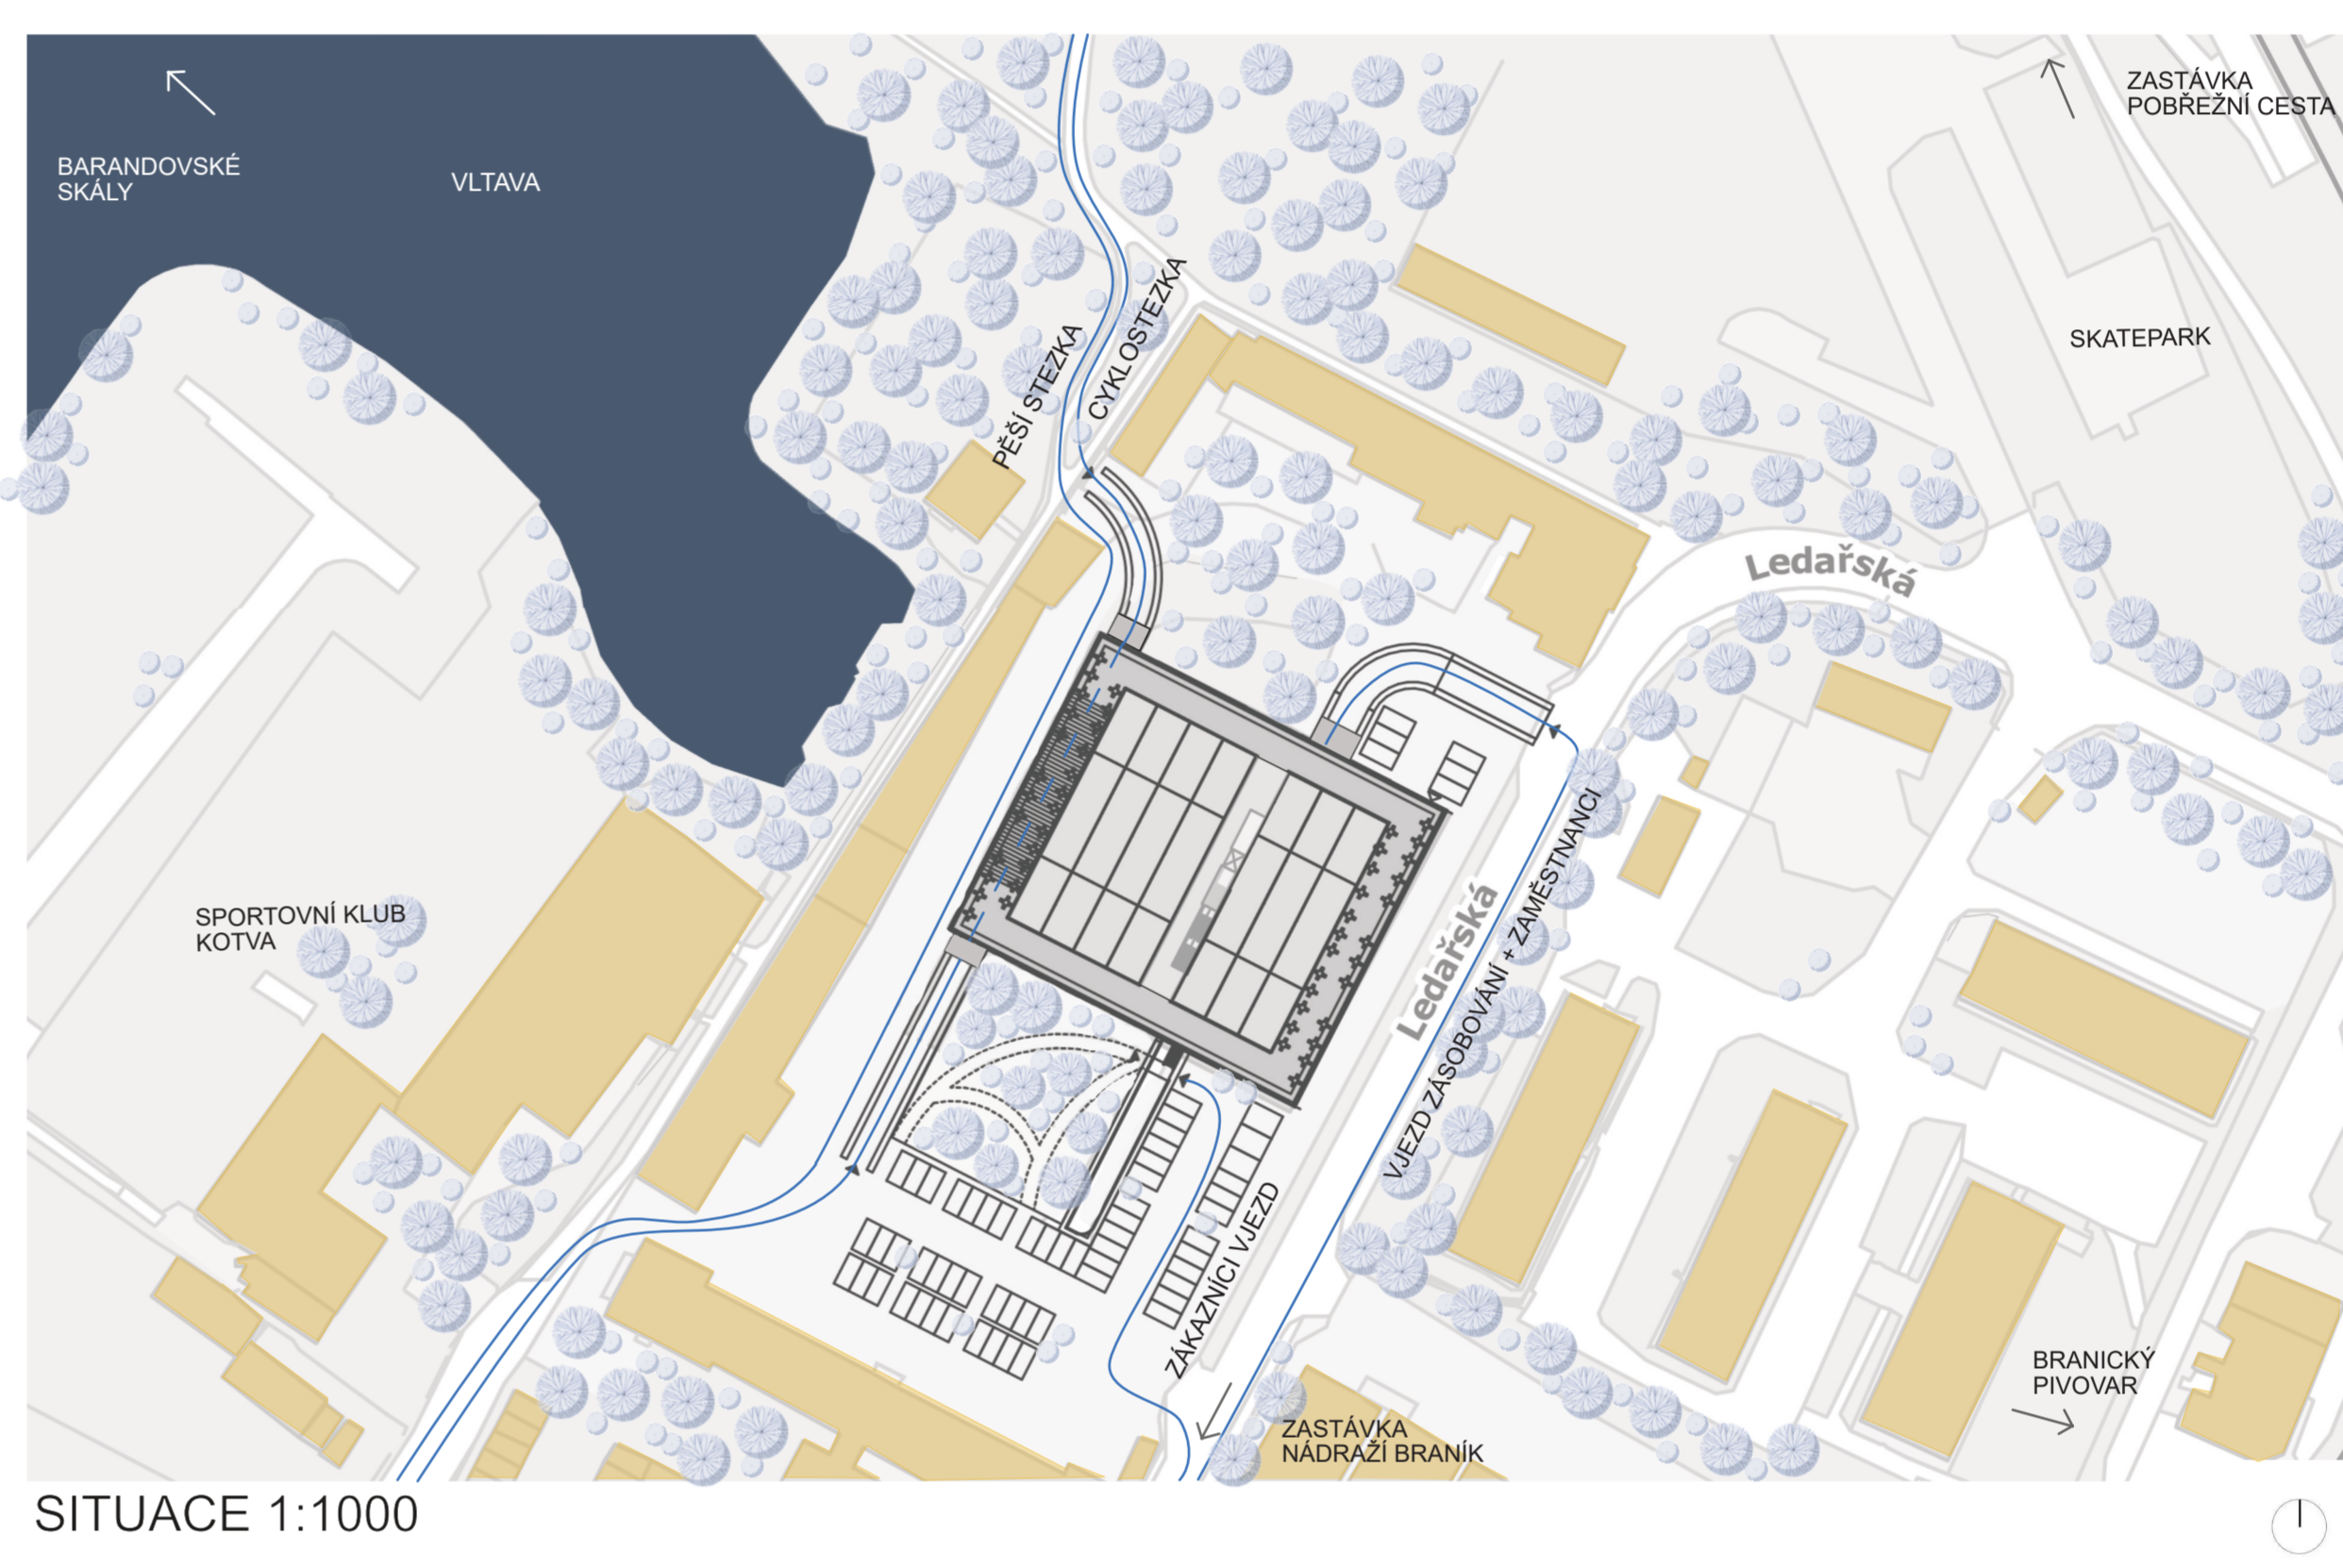 ZASTÁVKA
POBŘEŽNÍ CESTA
BARANDOVSKÉ
SKÁLY
VLTAVA
SKATEPARK
PĚŠÍ STEZKA
CYKLOSTEZKA
Ledařská
SPORTOVNÍ KLUB
KOTVA
Ledařská
VJEZD ZÁSOBOVÁNÍ + ZAMĚSTNANCI
ZÁKAZNÍCI VJEZD
BRANICKÝ
PIVOVAR
ZASTÁVKA
NÁDRAŽÍ BRANÍK
SITUACE 1:1000